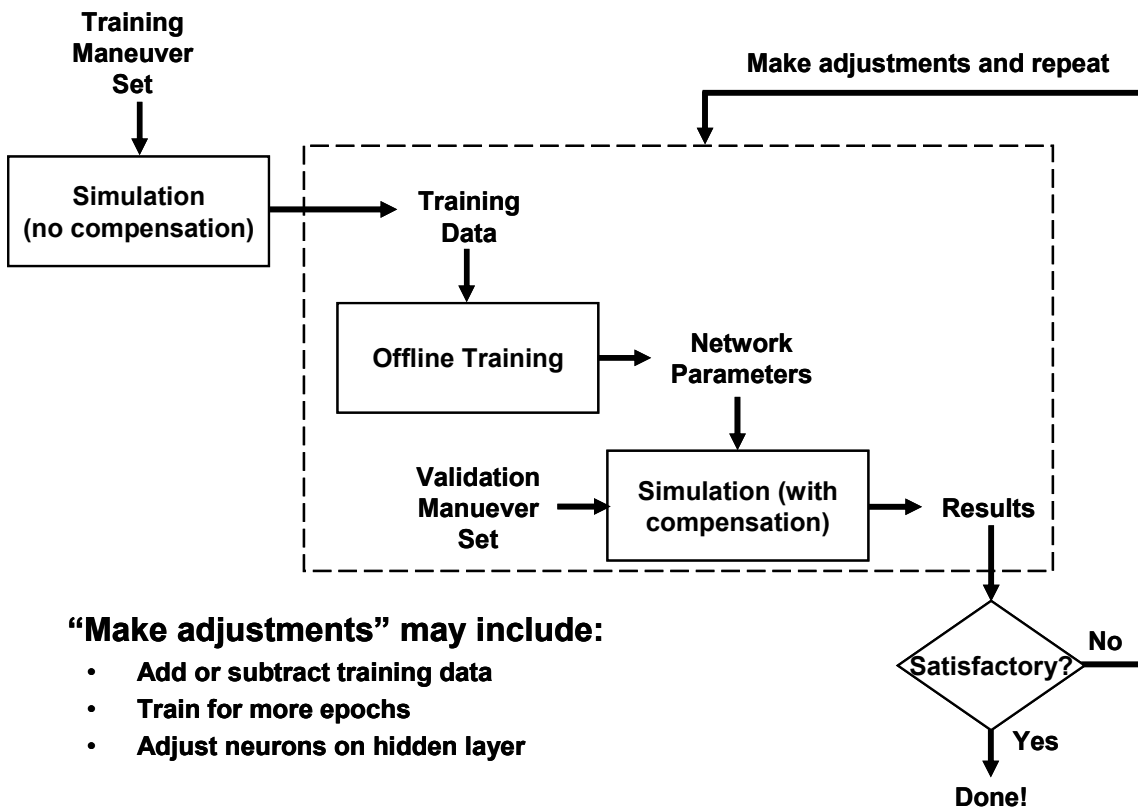 Training
Maneuver
Set
Make adjustments and repeat
Simulation
(no compensation)
Training
Data
Offline Training
Network
Parameters
Validation
Manuever
Set
Simulation (with
compensation)
Results
“Make adjustments” may include:
• Add or subtract training data
• Train for more epochs
• Adjust neurons on hidden layer
Satisfactory?
No
Yes
Done!